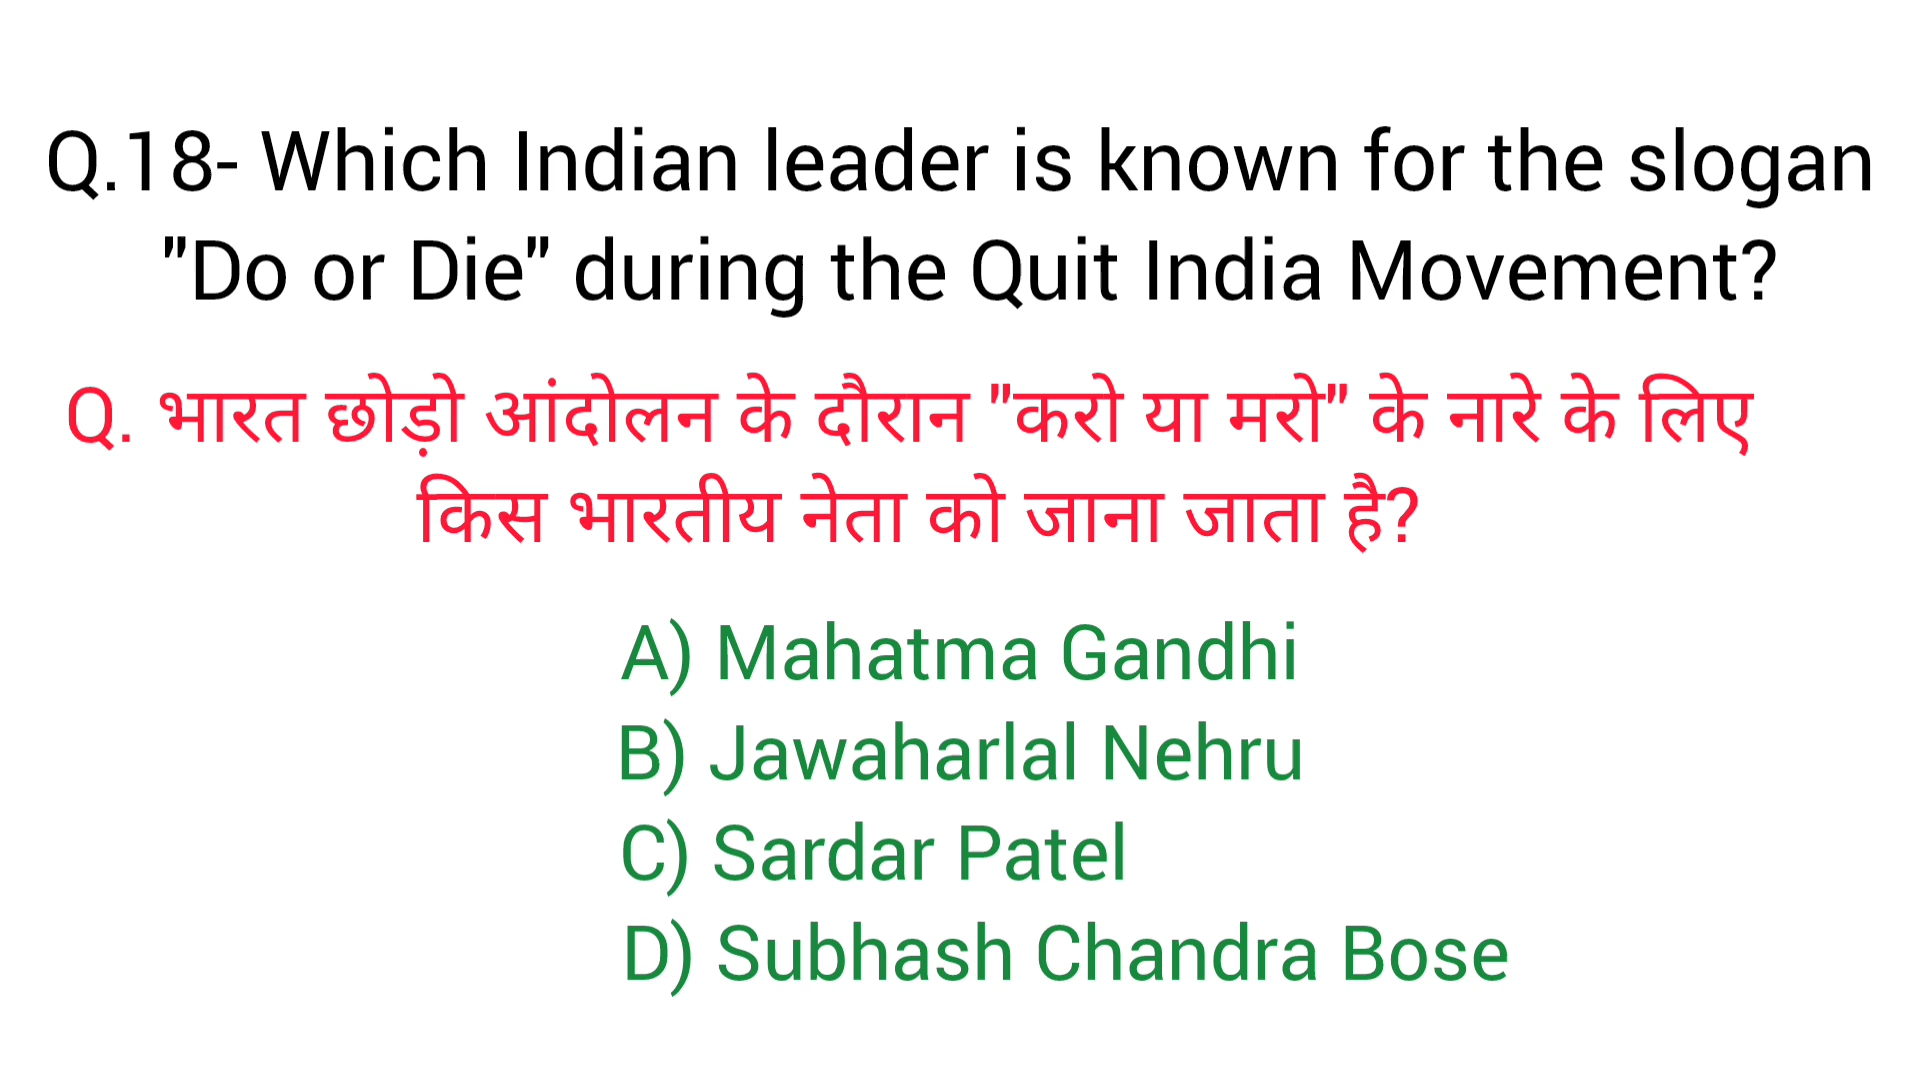 Q.18- Which Indian leader is known for the slogan
"Do or Die" during the Quit India Movement?
Q. भारत छोड़ो आंदोलन के दौरान "करो या मरो" के नारे के लिए
किस भारतीय नेता को जाना जाता है?
A) Mahatma Gandhi
B) Jawaharlal Nehru
C) Sardar Patel
D) Subhash Chandra Bose